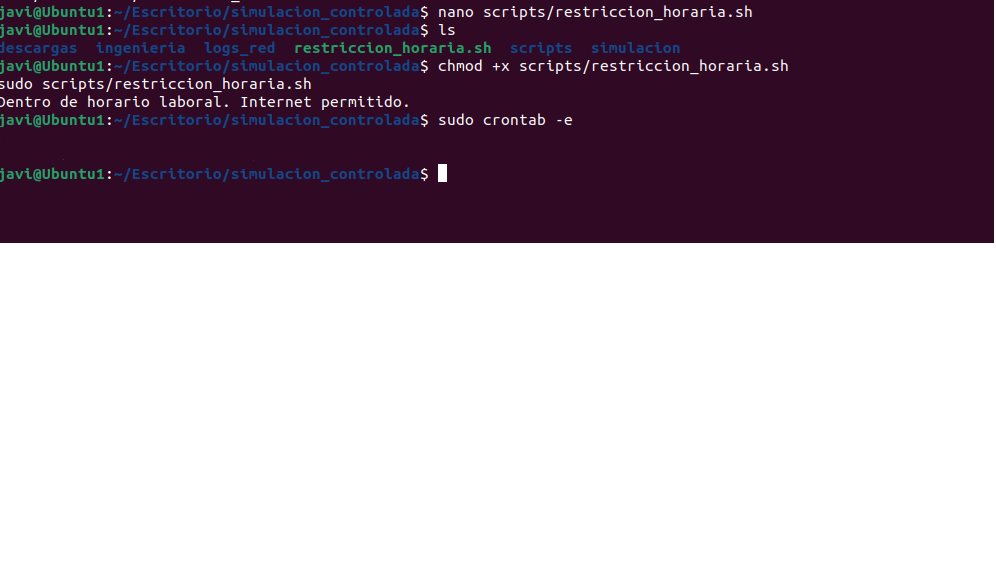 javi@Ubuntu1:~/Escritorio/simulacion_controlada$ nano scripts/restriccion_horaria.sh
javi@Ubuntu1:~/Escritorio/simulacion_controlada$ ls
descargas  ingenieria  logs_red  restriccion_horaria.sh  scripts  simulacion
javi@Ubuntu1:~/Escritorio/simulacion_controlada$ chmod +x scripts/restriccion_horaria.sh
sudo scripts/restriccion_horaria.sh
Dentro de horario laboral. Internet permitido.
javi@Ubuntu1:~/Escritorio/simulacion_controlada$ sudo crontab -e
javi@Ubuntu1:~/Escritorio/simulacion_controlada$